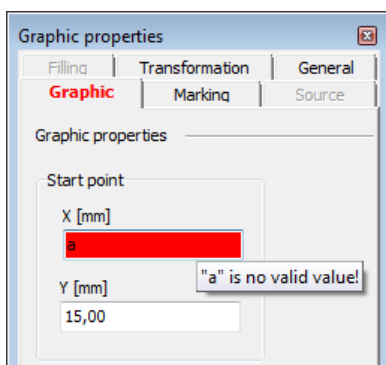 Graphic properties
Filling Transformation General
Graphic Marking Source
Graphic properties
Start point
X [mm]
a
"a" is no valid value!
Y [mm]
15,00